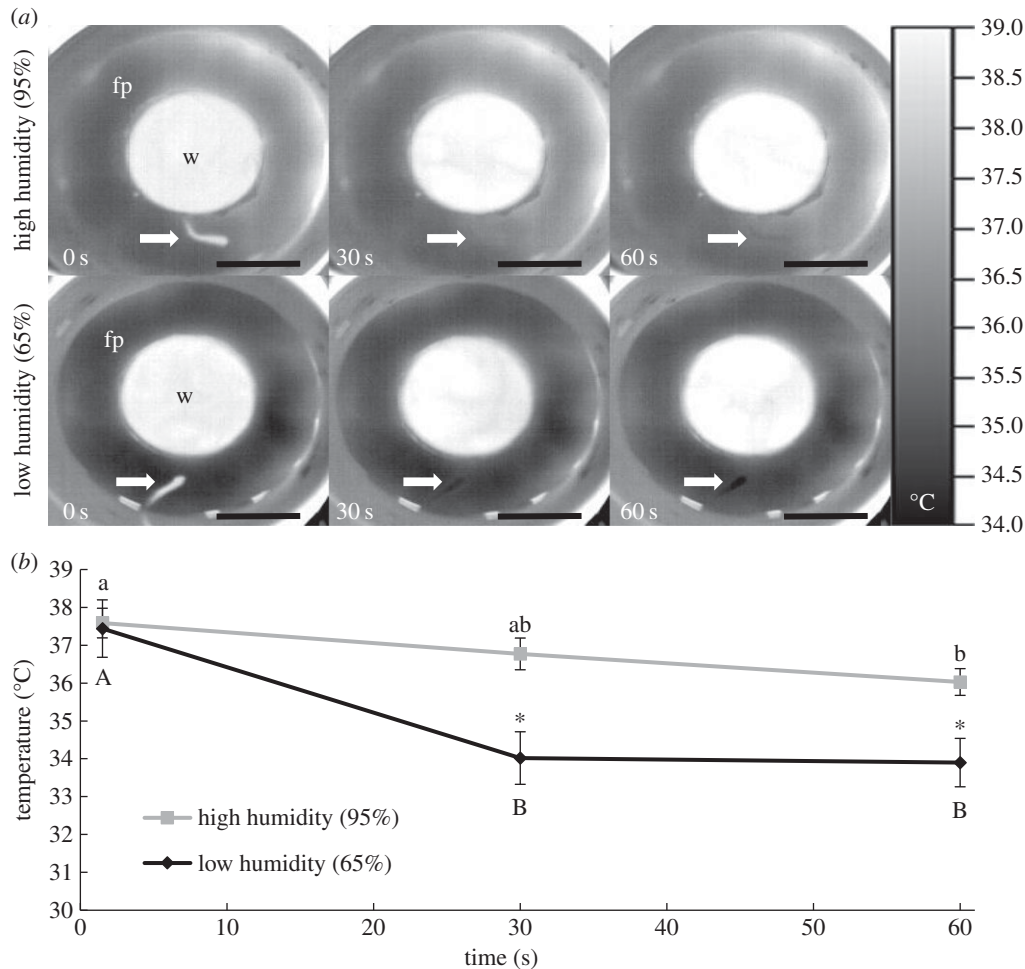 (a)
high humidity (95%)
fp
w
0 s
30 s
60 s
low humidity (65%)
fp
w
0 s
30 s
60 s
39.0
38.5
38.0
37.5
37.0
36.5
36.0
35.5
35.0
34.5
34.0
°C
(b)
temperature (°C)
39
38
37
36
35
34
33
32
31
30
a
ab
b
A
*
*
B
B
high humidity (95%)
low humidity (65%)
0 10 20 30 40 50 60
time (s)